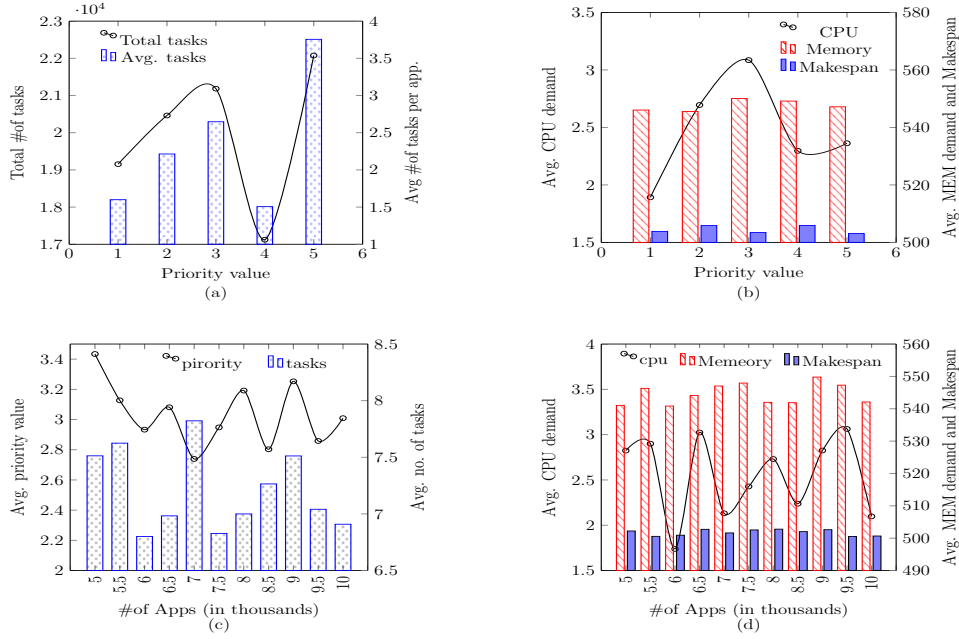 ·10⁴
Total tasks
Avg. tasks
2.3
2.2
2.1
2
1.9
1.8
1.7
4
3.5
3
2.5
2
1.5
1
0 1 2 3 4 5 6
Total #of tasks
Avg #of tasks per app.
Priority value
(a)
CPU
Memory
Makespan
3.5
3
2.5
2
1.5
580
560
540
520
500
0 1 2 3 4 5 6
Avg. CPU demand
Avg. MEM demand and Makespan
Priority value
(b)
pirority tasks
3.4
3.2
3
2.8
2.6
2.4
2.2
2
8.5
8
7.5
7
6.5
5 5.5 6 6.5 7 7.5 8 8.5 9 9.5 10
Avg. priority value
Avg. no. of tasks
#of Apps (in thousands)
(c)
cpu Memeory Makespan
4
3.5
3
2.5
2
1.5
560
550
540
530
520
510
500
490
5 5.5 6 6.5 7 7.5 8 8.5 9 9.5 10
Avg. CPU demand
Avg. MEM demand and Makespan
#of Apps (in thousands)
(d)